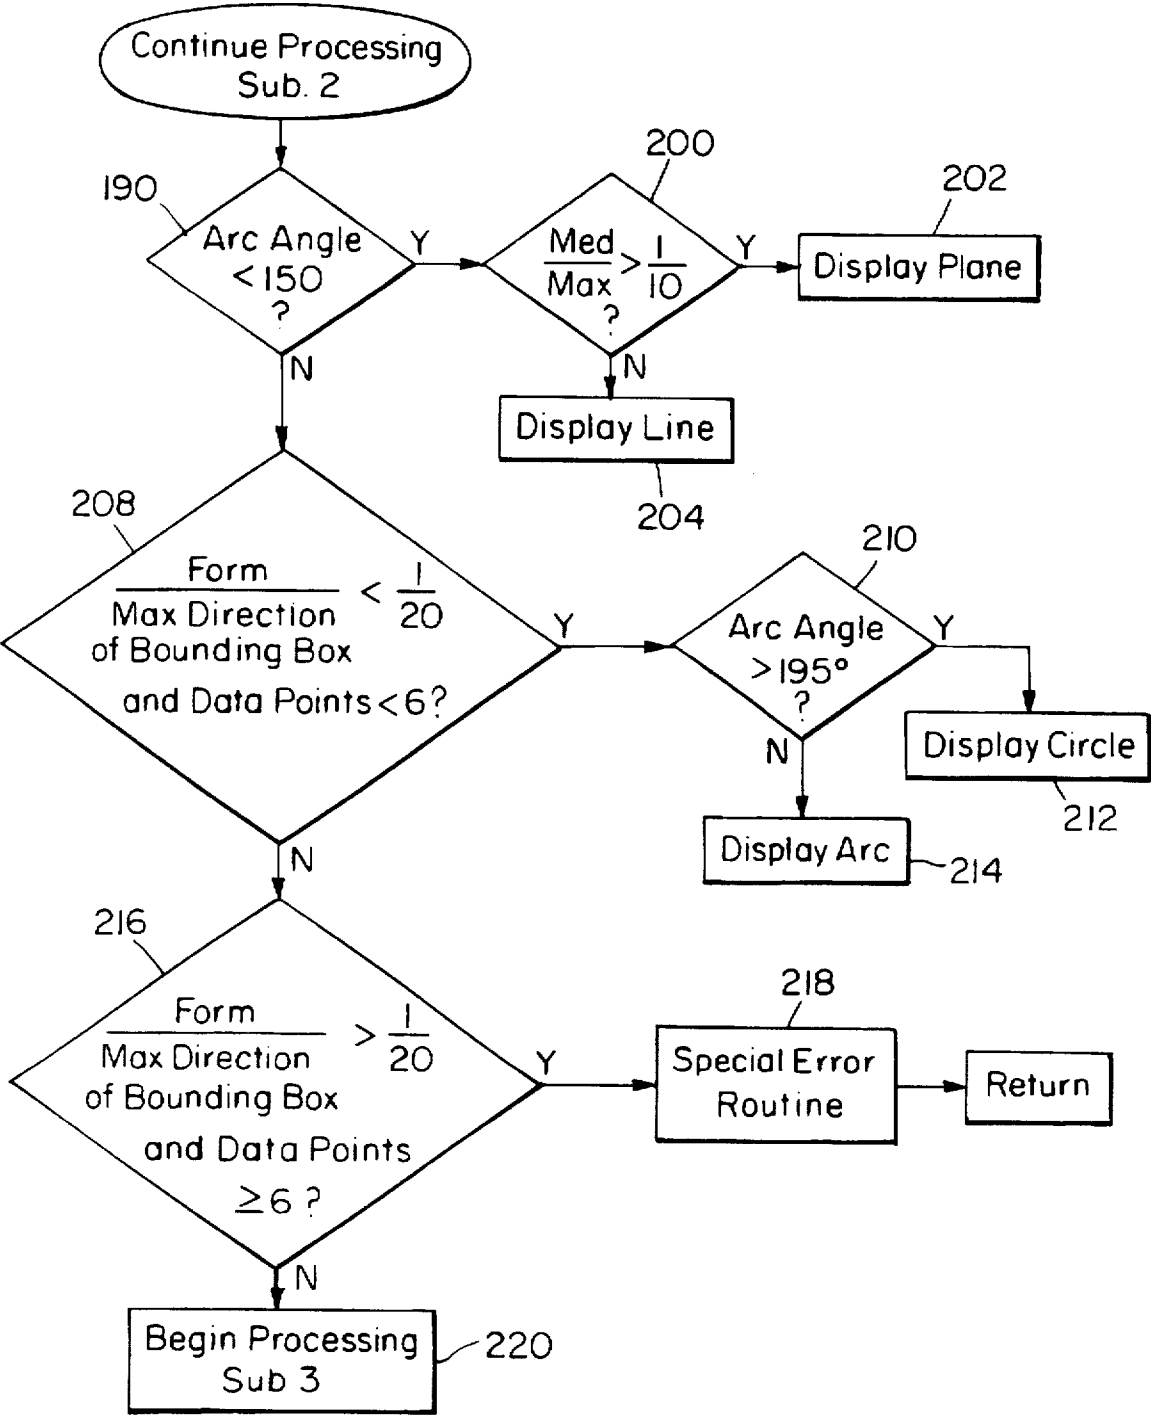 Continue Processing
Sub. 2
200
190
202
Arc Angle
<150
?
Y
Med
Max
> 1
10
?
Y
Display Plane
N
N
Display Line
204
208
210
Form
Max Direction
< 1
20
of Bounding Box
and Data Points<6?
Y
Arc Angle
>195°
?
Y
N
Display Circle
212
Display Arc
214
N
216
218
Form
Max Direction
> 1
20
of Bounding Box
and Data Points
≥6?
Y
Special Error
Routine
Return
N
Begin Processing
Sub 3
220